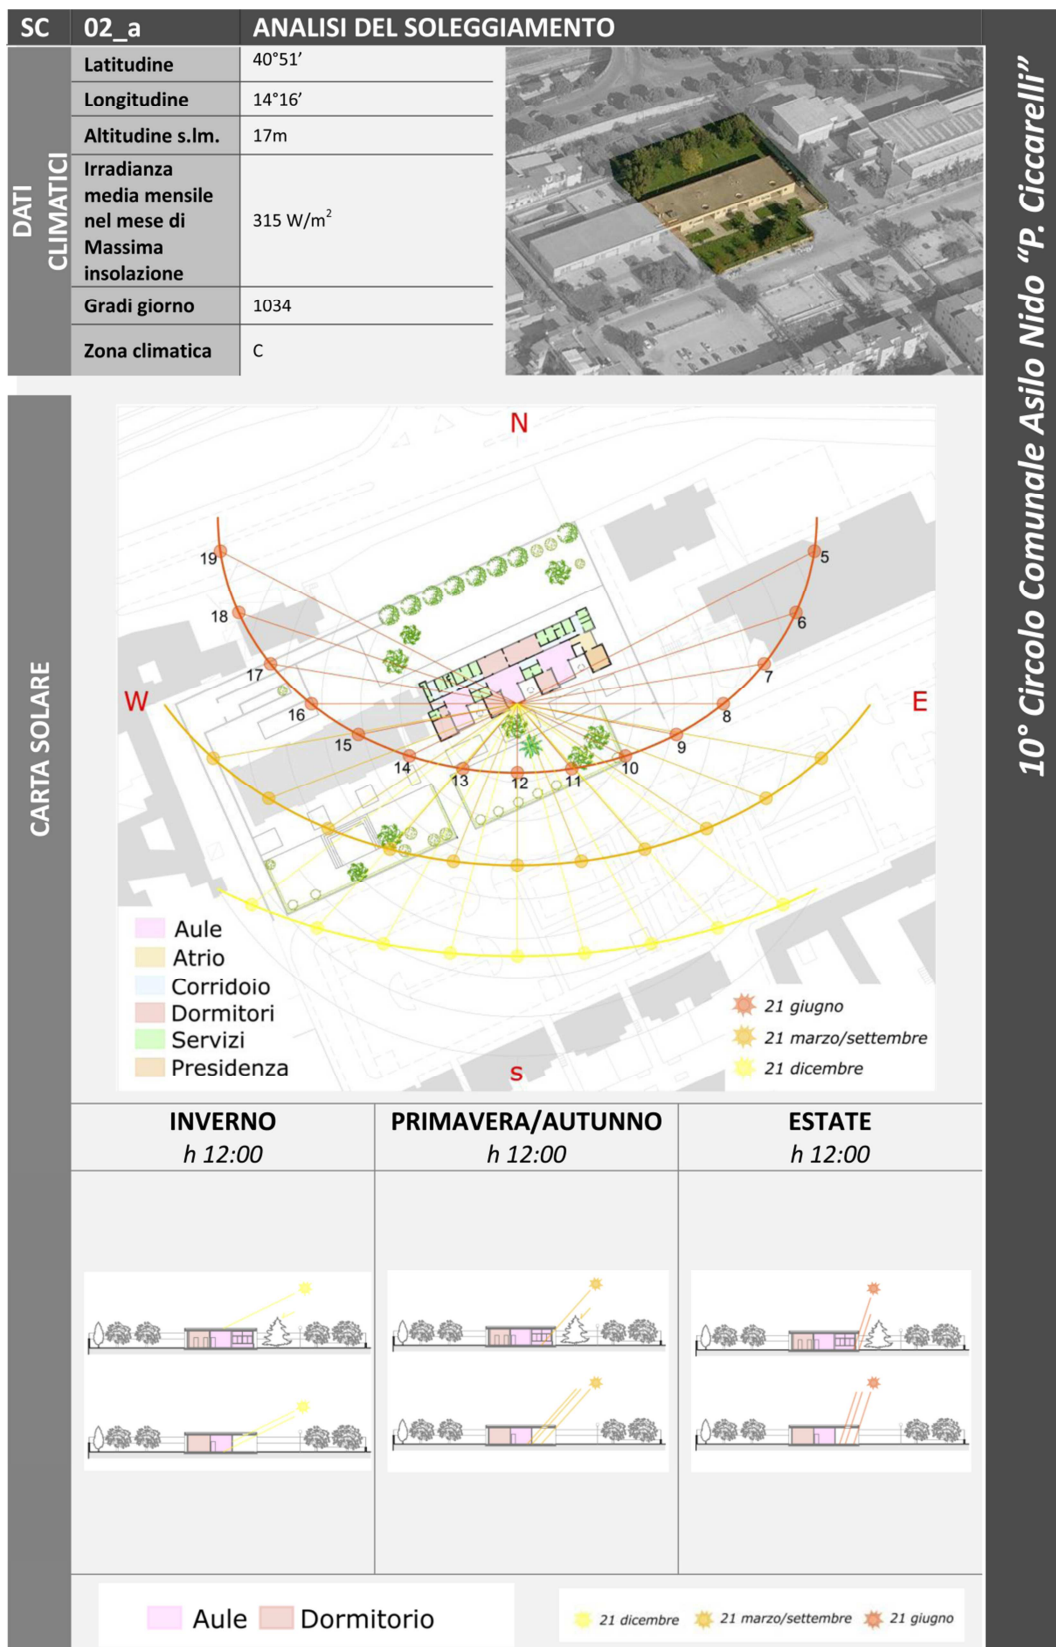 SC 02_a ANALISI DEL SOLEGGIAMENTO
10° Circolo Comunale Asilo Nido “P. Ciccarelli”
DATI
CLIMATICI
Latitudine 40°51’
Longitudine 14°16’
Altitudine s.lm. 17m
Irradianza
media mensile
nel mese di
Massima
insolazione
315 W/m²
Gradi giorno 1034
Zona climatica C
CARTA SOLARE
N
W
E
S
19
18
17
16
15
14
13
12
11
10
9
8
7
6
5
Aule
Atrio
Corridoio
Dormitori
Servizi
Presidenza
21 giugno
21 marzo/settembre
21 dicembre
INVERNO
h 12:00
PRIMAVERA/AUTUNNO
h 12:00
ESTATE
h 12:00
Aule Dormitorio
21 dicembre 21 marzo/settembre 21 giugno